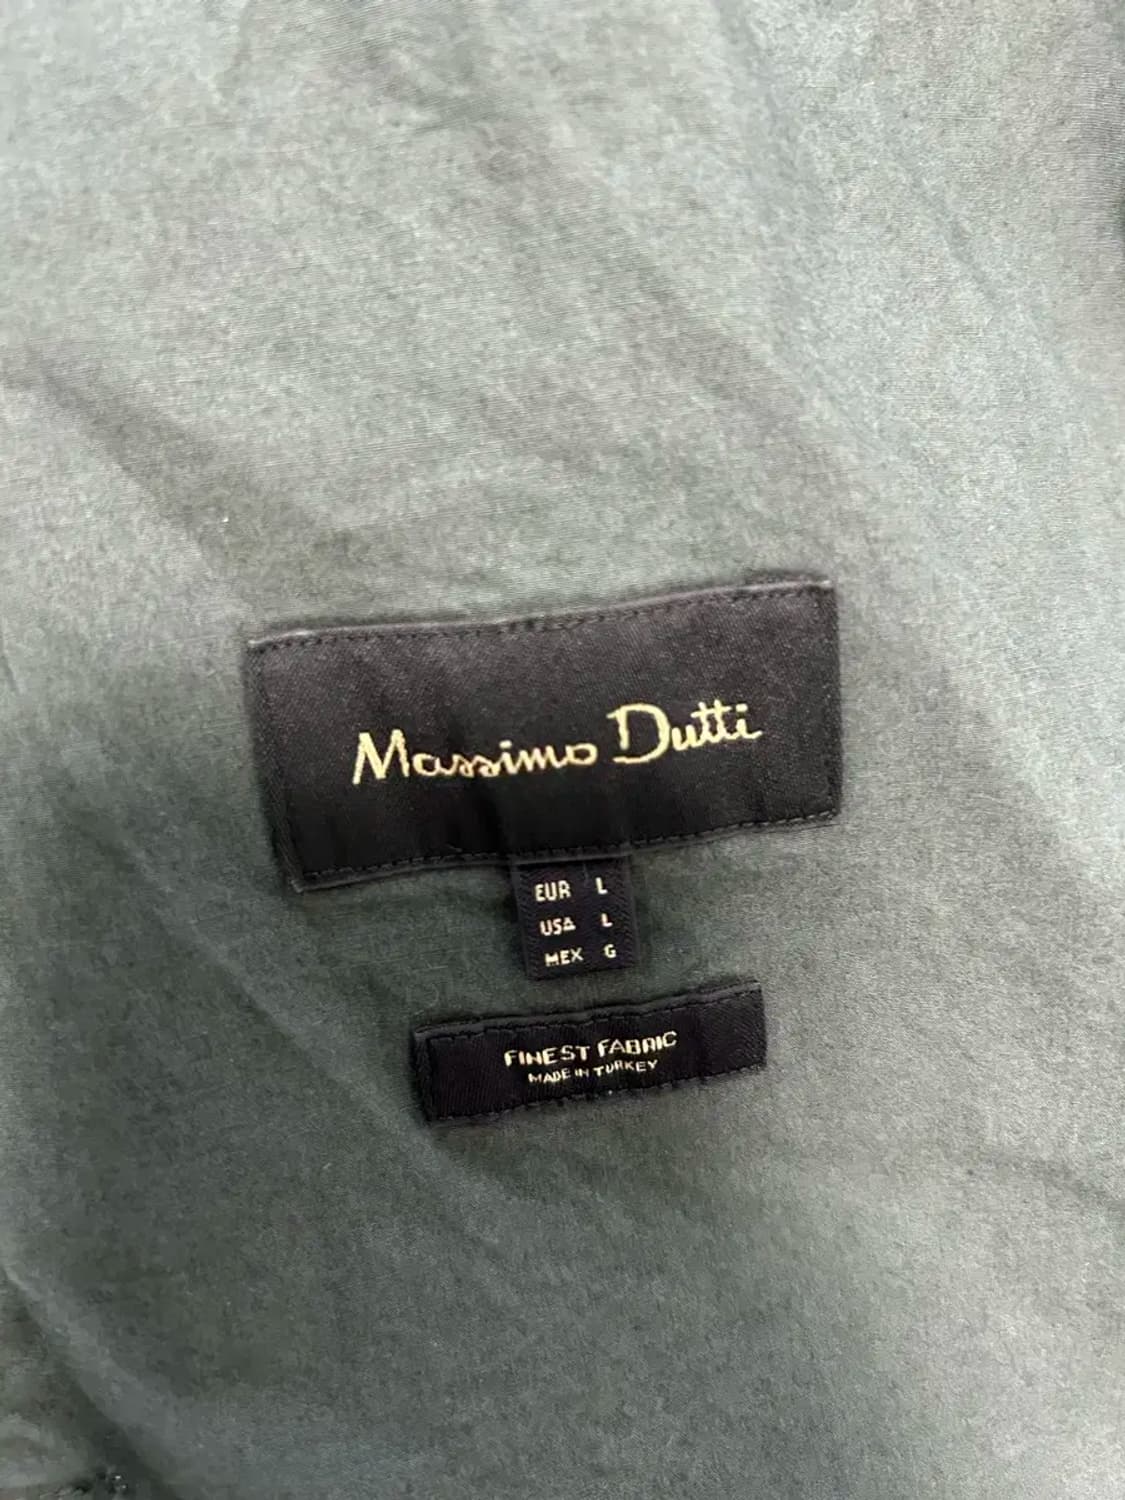 Massimo Dutti
EUR L
USA L
MEX G
FINEST FABRIC
MADE IN TURKEY